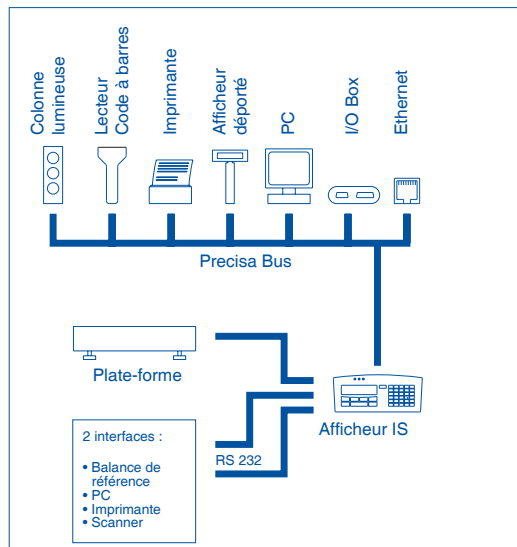 Colonne
lumineuse
Lecteur
Code à barres
Imprimante
Afficheur
déporté
PC
I/O Box
Ethernet
Precisa Bus
Plate-forme
Afficheur IS
2 interfaces :
• Balance de
référence
• PC
• Imprimante
• Scanner
RS 232